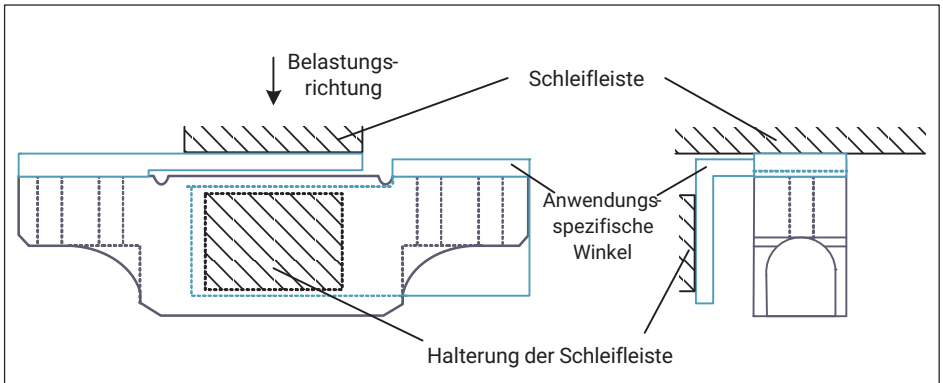 Belastungs-
richtung
Schleifleiste
Anwendungs-
spezifische
Winkel
Halterung der Schleifleiste